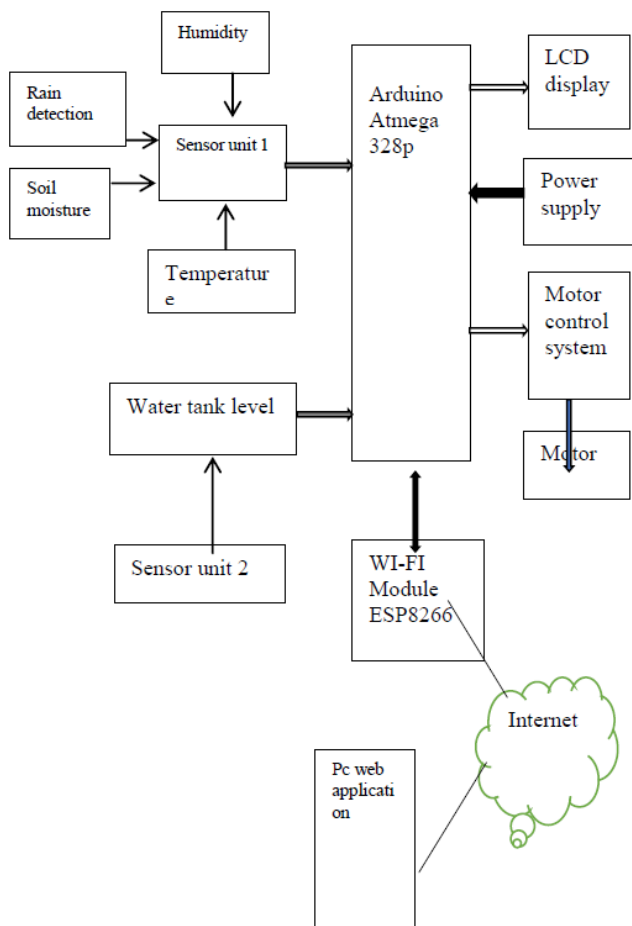 Humidity
Rain
detection
Sensor unit 1
Soil
moisture
Temperatur
e
Arduino
Atmega
328p
LCD
display
Power
supply
Motor
control
system
Motor
Water tank level
Sensor unit 2
WI-FI
Module
ESP8266
Internet
Pc web
applicati
on